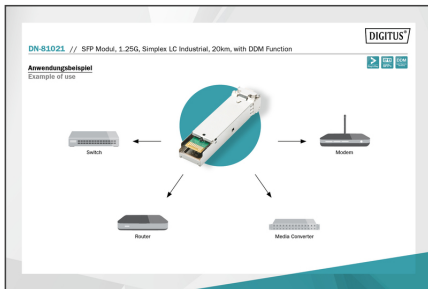 DIGITUS®
DN-81021 // SFP Modul, 1.25G, Simplex LC Industrial, 20km, with DDM Function
Anwendungsbeispiel
Example of use
DDM
Switch
Modem
Router
Media Converter